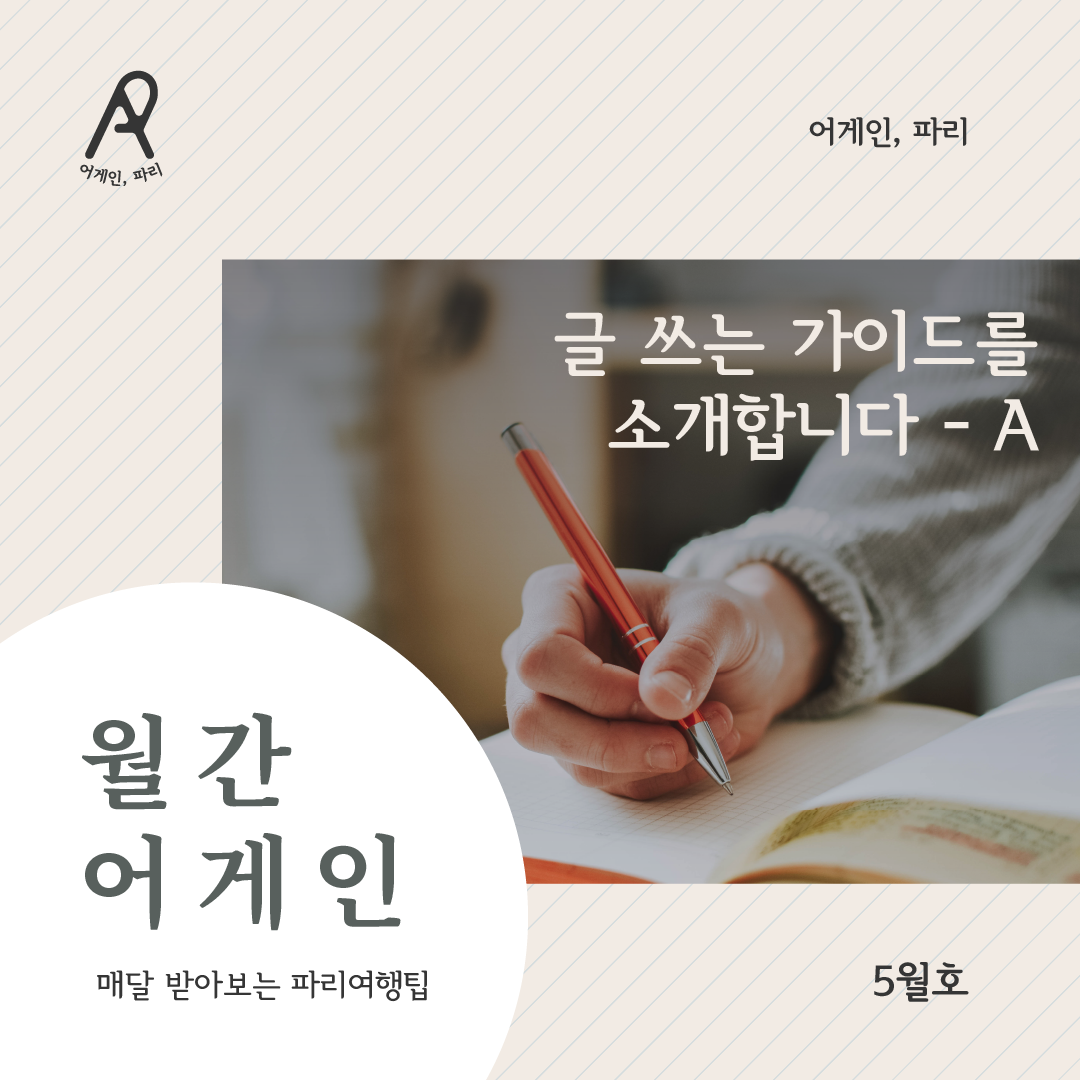 어게인, 파리
어게인, 파리
글 쓰는 가이드를
소개합니다 - A
월간
어게인
매달 받아보는 파리여행팁
5월호